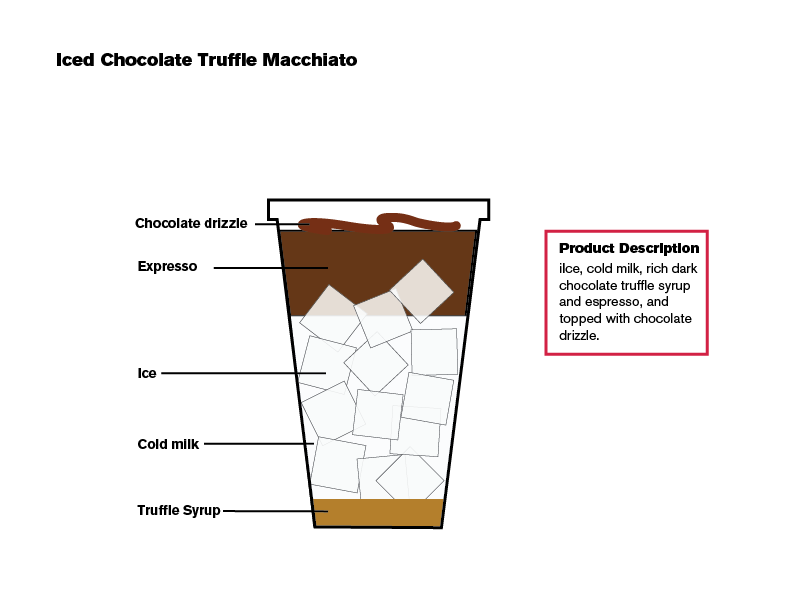 Iced Chocolate Truffle Macchiato
Chocolate drizzle
Expresso
Ice
Cold milk
Truffle Syrup
Product Description
iIce, cold milk, rich dark
chocolate truffle syrup
and espresso, and
topped with chocolate
drizzle.